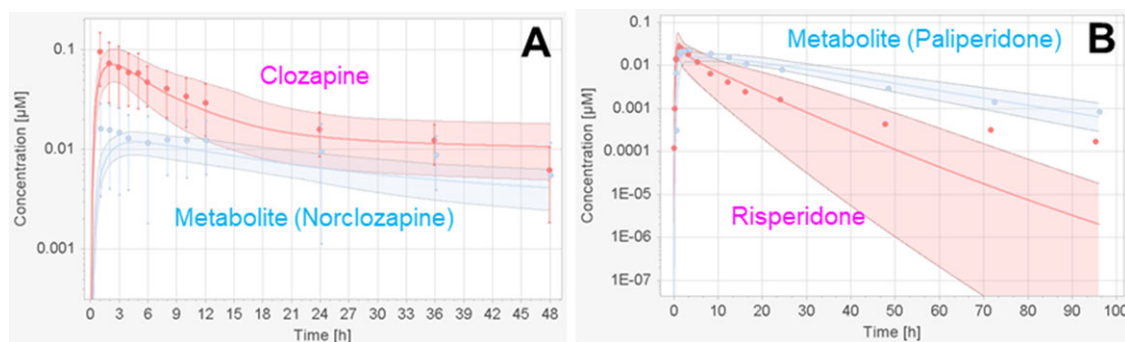 A
Clozapine
Metabolite (Norclozapine)
Concentration [µM]
0.1
0.01
0.001
0 3 6 9 12 15 18 21 24 27 30 33 36 39 42 45 48
Time [h]
B
Metabolite (Paliperidone)
Risperidone
Concentration [µM]
0.1
0.01
0.001
0.0001
1E-05
1E-06
1E-07
0 10 20 30 40 50 60 70 80 90 100
Time [h]